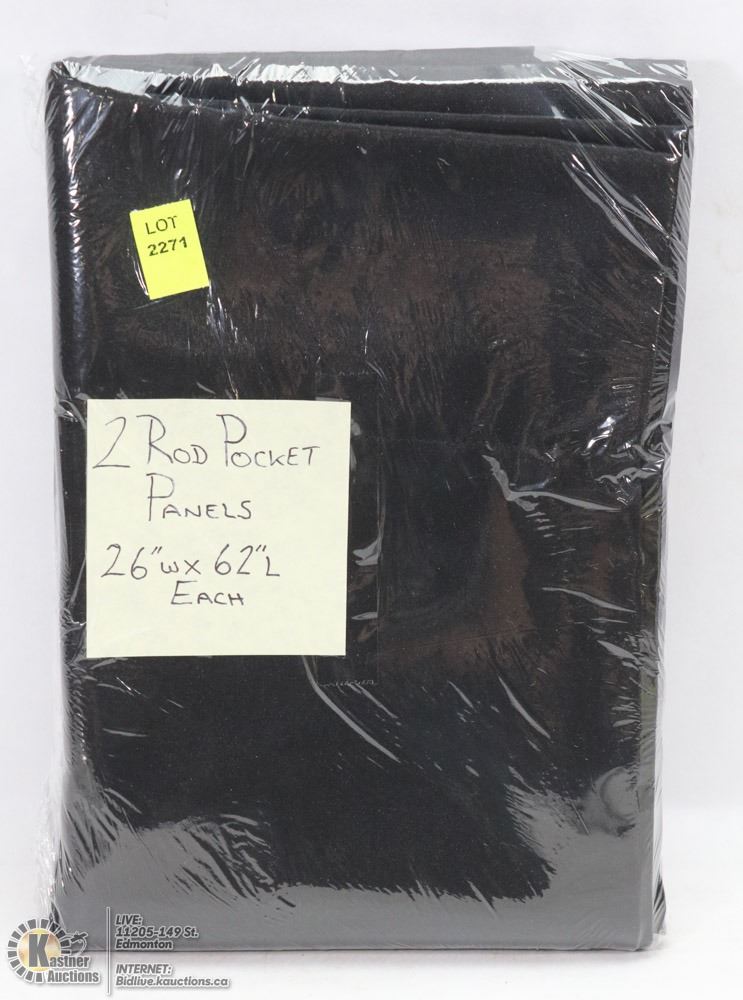 LOT
2271
2 ROD POCKET
PANELS
26"W X 62"L
EACH
Kastner
Auctions
LIVE:
11205-149 St.
Edmonton
INTERNET:
Bidlive.kauctions.ca